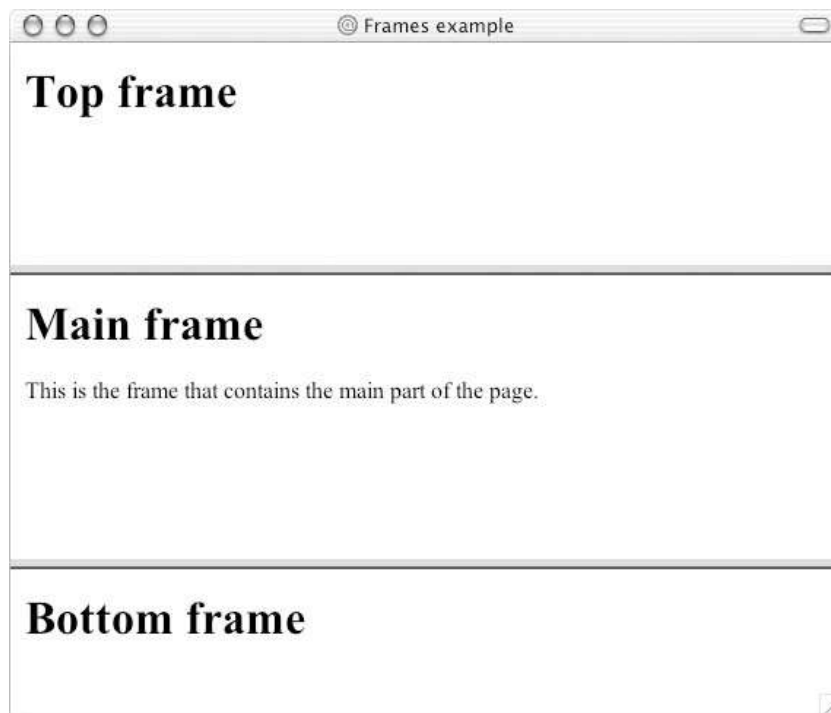 Frames example
Top frame
Main frame
This is the frame that contains the main part of the page.
Bottom frame